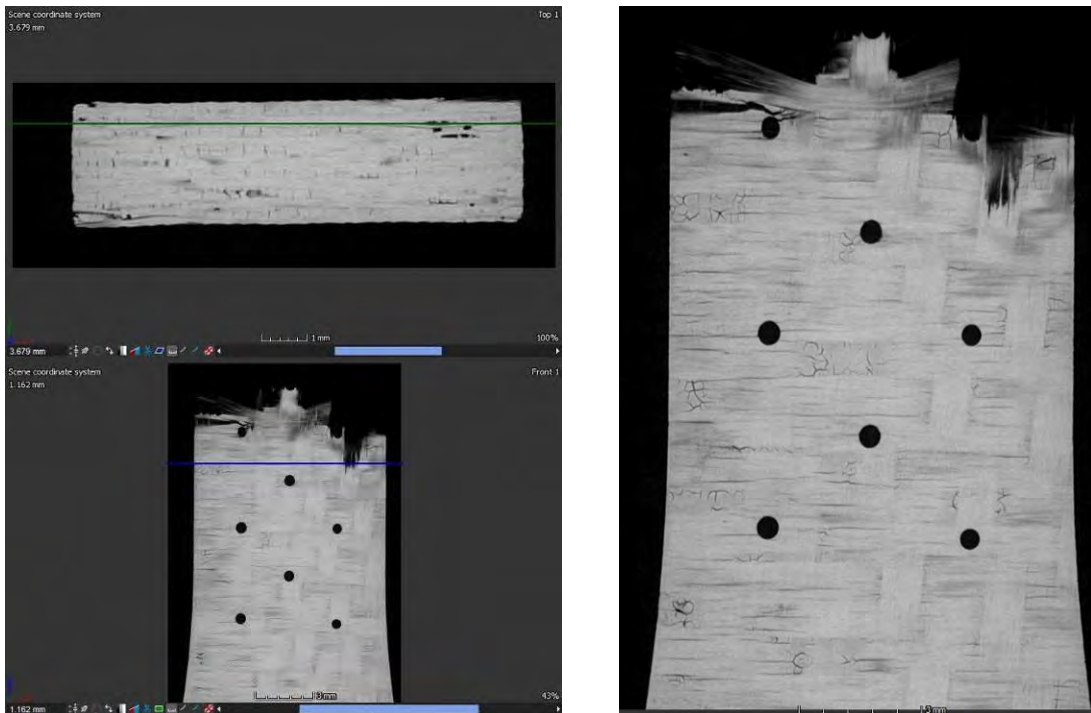 Scene coordinate system
Top 1
3.679 mm
1 mm
100%
3.679 mm
Scene coordinate system
Front 1
1.162 mm
3 mm
43%
1.162 mm